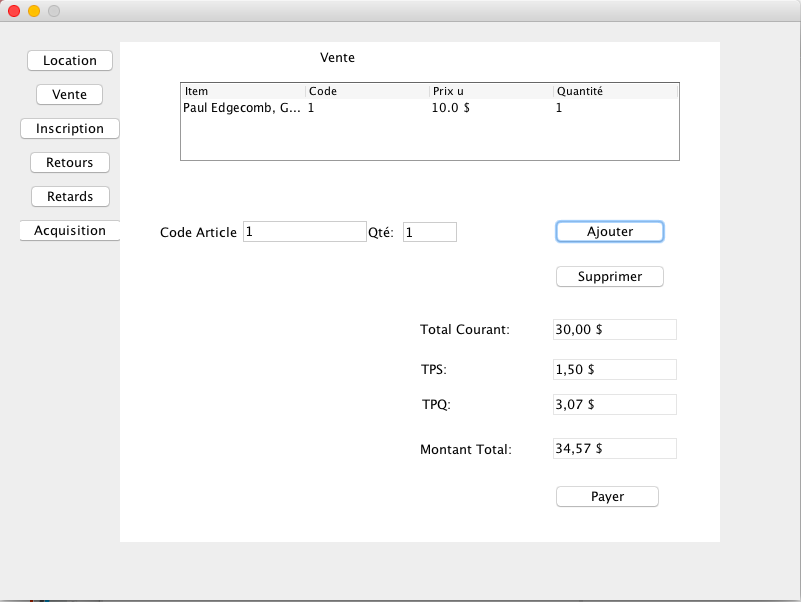 Vente
Location
Vente
Inscription
Retours
Retards
Acquisition
Item Code Prix u Quantité
Paul Edgecomb, G... 1 10.0 $ 1
Code Article 1 Qté: 1 Ajouter
Supprimer
Total Courant: 30,00 $
TPS: 1,50 $
TPQ: 3,07 $
Montant Total: 34,57 $
Payer